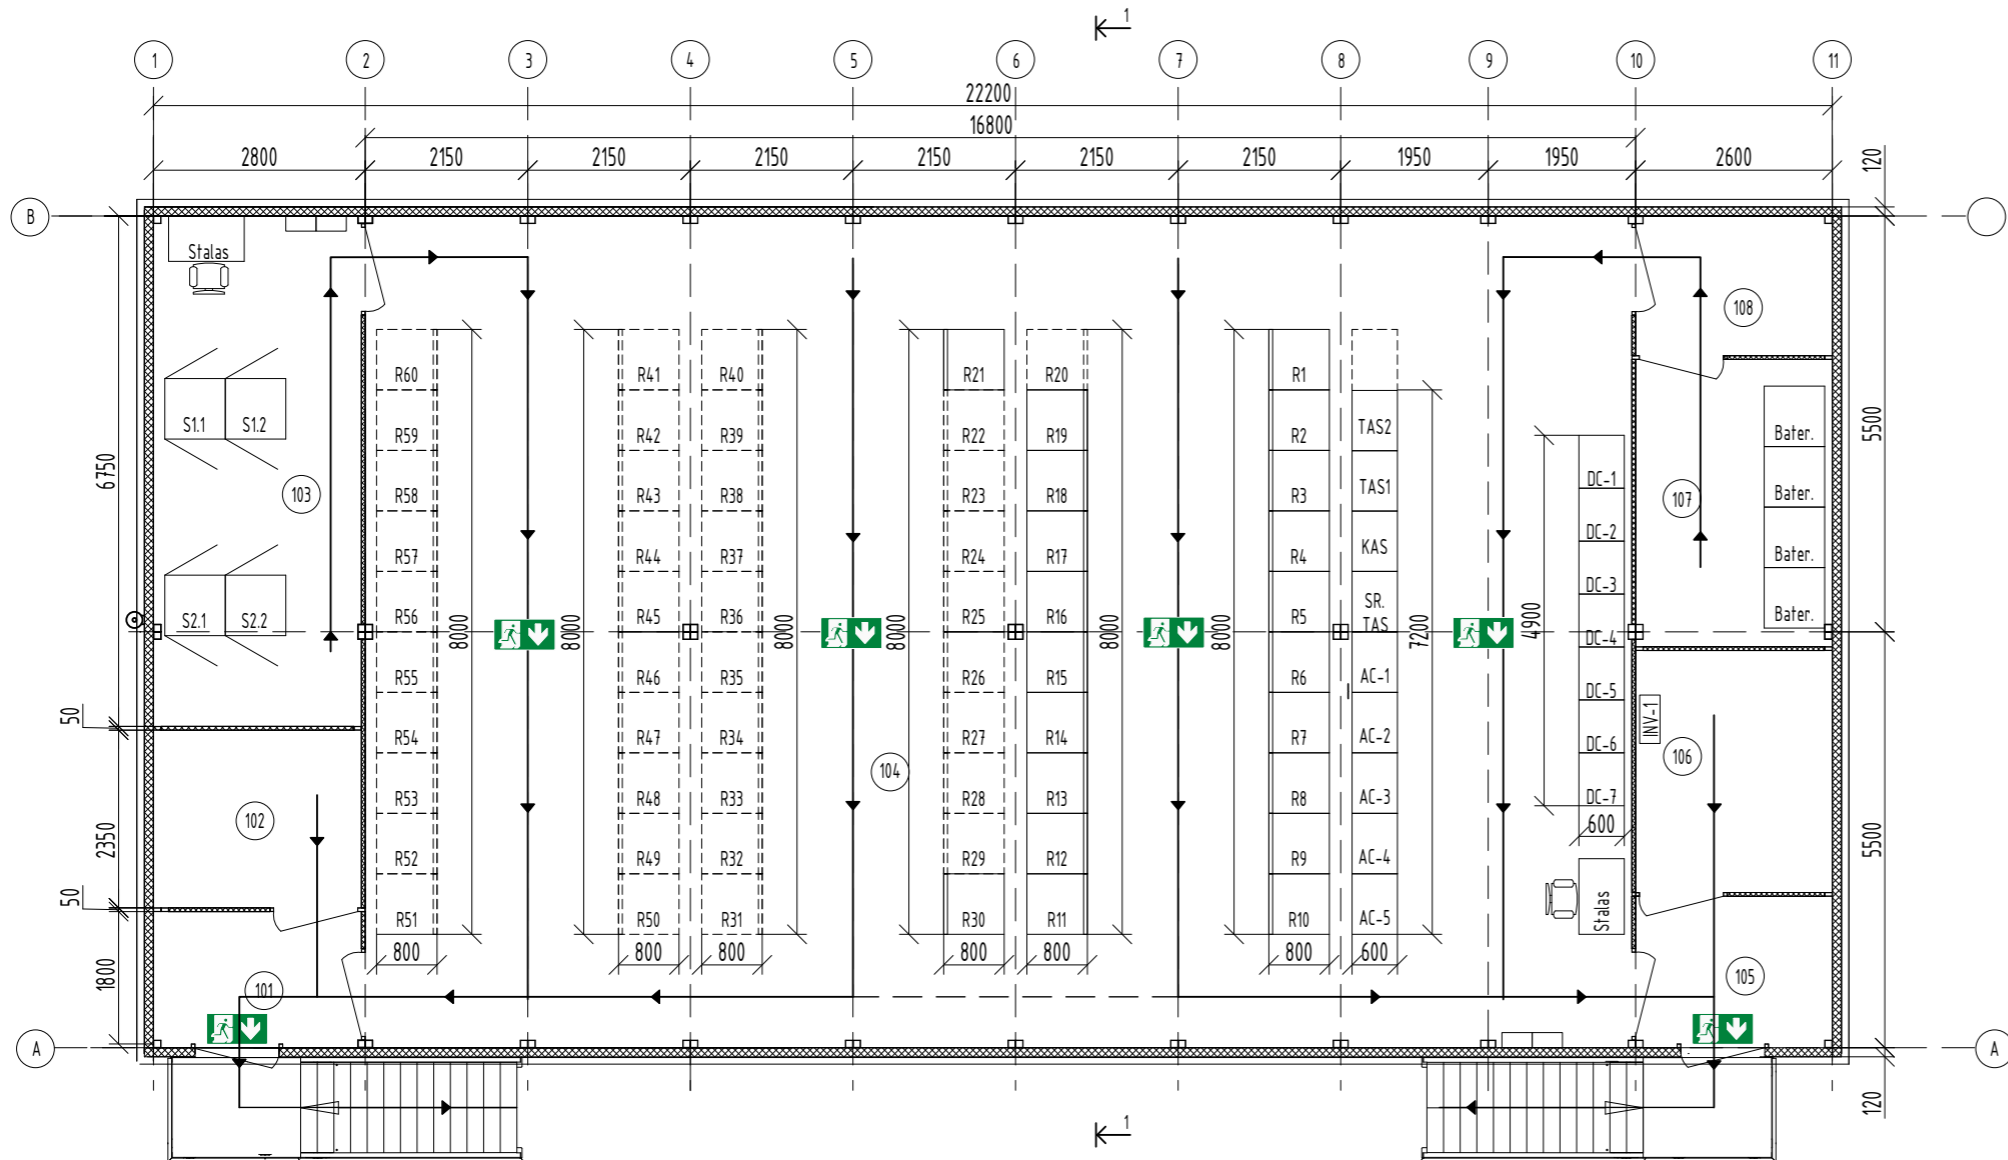 1
1 2 3 4 5 6 7 8 9 10 11
22200
16800
2800 2150 2150 2150 2150 2150 2150 1950 1950 2600
120
B
Stalas
108
R60 R41 R40 R21 R20 R1
S1.1 S1.2 R59 R42 R39 R22 R19 R2 TAS2 Bater.
5500
6750
103 R58 R43 R38 R23 R18 R3 TAS1 DC-1 107 Bater.
R57 R44 R37 R24 R17 R4 KAS DC-2 Bater.
DC-3
SR.
S2.1 S2.2 R56 R45 R36 R25 R16 R5 TAS Bater.
8000 8000 8000 8000 8000 8000 7200 4900
DC-4
R55 R46 R35 R26 R15 R6 AC-1 DC-5
50
INV-1
R54 R47 R34 R27 R14 R7 AC-2 DC-6 106
104
R53 R48 R33 R28 R13 R8 AC-3 DC-7
102
600
2350
5500
R52 R49 R32 R29 R12 R9 AC-4
50
Stalas
R51 R50 R31 R30 R11 R10 AC-5
800 800 800 800 800 800 600
1800
101 105
A A
120
1